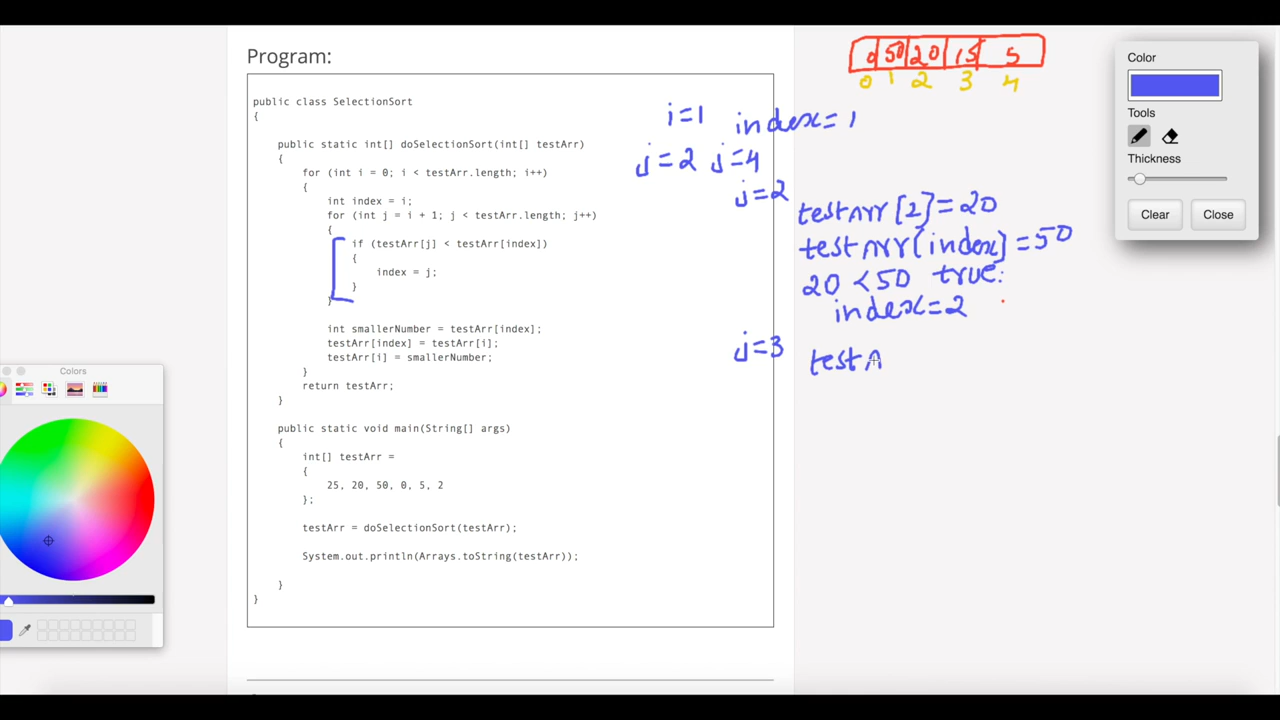 Program:
public class SelectionSort
{
public static int[] doSelectionSort(int[] testArr)
{
for (int i = 0; i < testArr.length; i++)
{
int index = i;
for (int j = i + 1; j < testArr.length; j++)
{
if (testArr[j] < testArr[index])
{
index = j;
}
}
int smallerNumber = testArr[index];
testArr[index] = testArr[i];
testArr[i] = smallerNumber;
}
return testArr;
}
public static void main(String[] args)
{
int[] testArr =
{
25, 20, 50, 0, 5, 2
};
testArr = doSelectionSort(testArr);
System.out.println(Arrays.toString(testArr));
}
}
0 50 20 15 5
0 1 2 3 4
i=1 index=1
j=2 j=4
j=2
testArr[2]=20
testArr[index]=50
20 <50 true:
index=2
j=3 testA
Color
Tools
Thickness
Clear Close
Colors